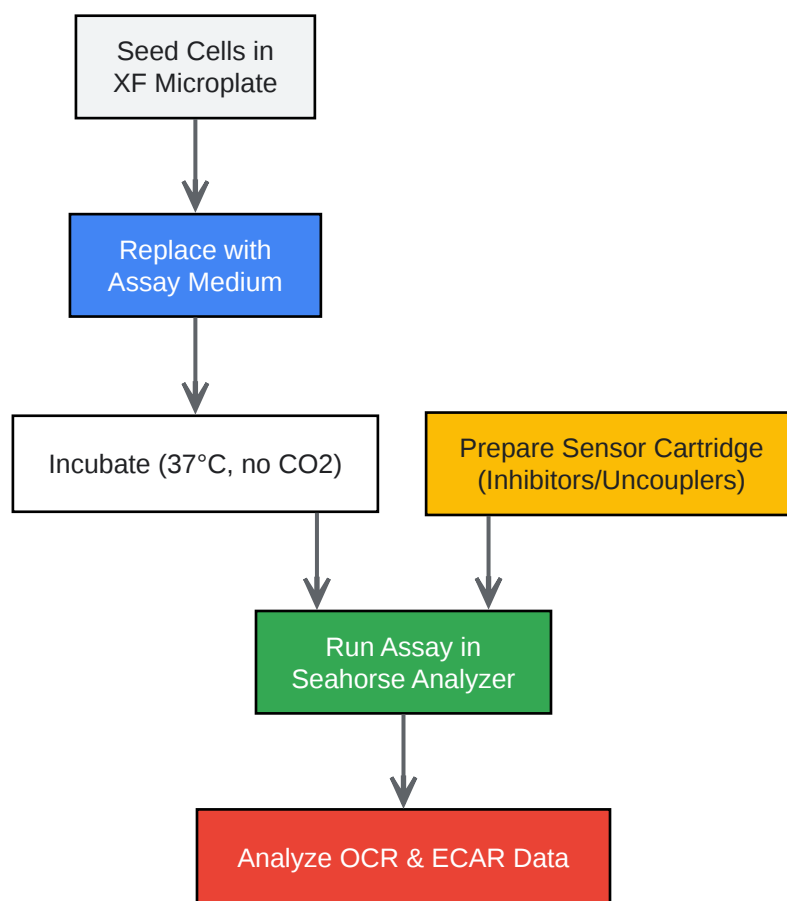 Seed Cells in
XF Microplate
Replace with
Assay Medium
Incubate (37°C, no CO2)
Prepare Sensor Cartridge
(Inhibitors/Uncouplers)
Run Assay in
Seahorse Analyzer
Analyze OCR & ECAR Data